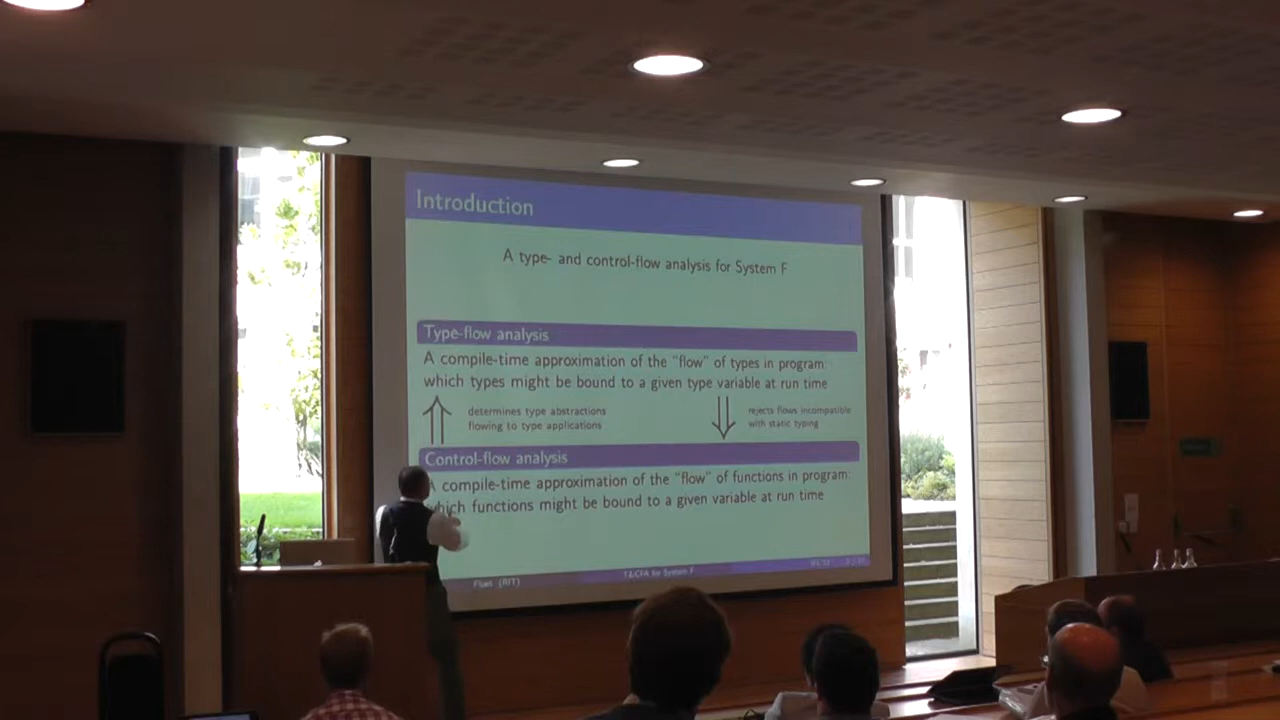 Introduction
A type- and control-flow analysis for System F
Type-flow analysis
A compile-time approximation of the "flow" of types in program:
which types might be bound to a given type variable at run time
determines type abstractions
flowing to type applications
rejects flows incompatible
with static typing
Control-flow analysis
A compile-time approximation of the "flow" of functions in program:
which functions might be bound to a given variable at run time
Fluet (RIT)
T&CFA for System F